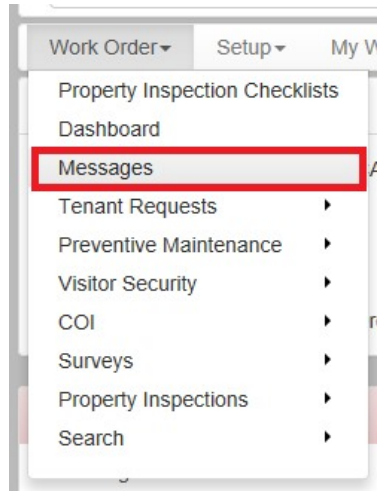 Work Order Setup My
Property Inspection Checklists
Dashboard
Messages
Tenant Requests
Preventive Maintenance
Visitor Security
COI
Surveys
Property Inspections
Search